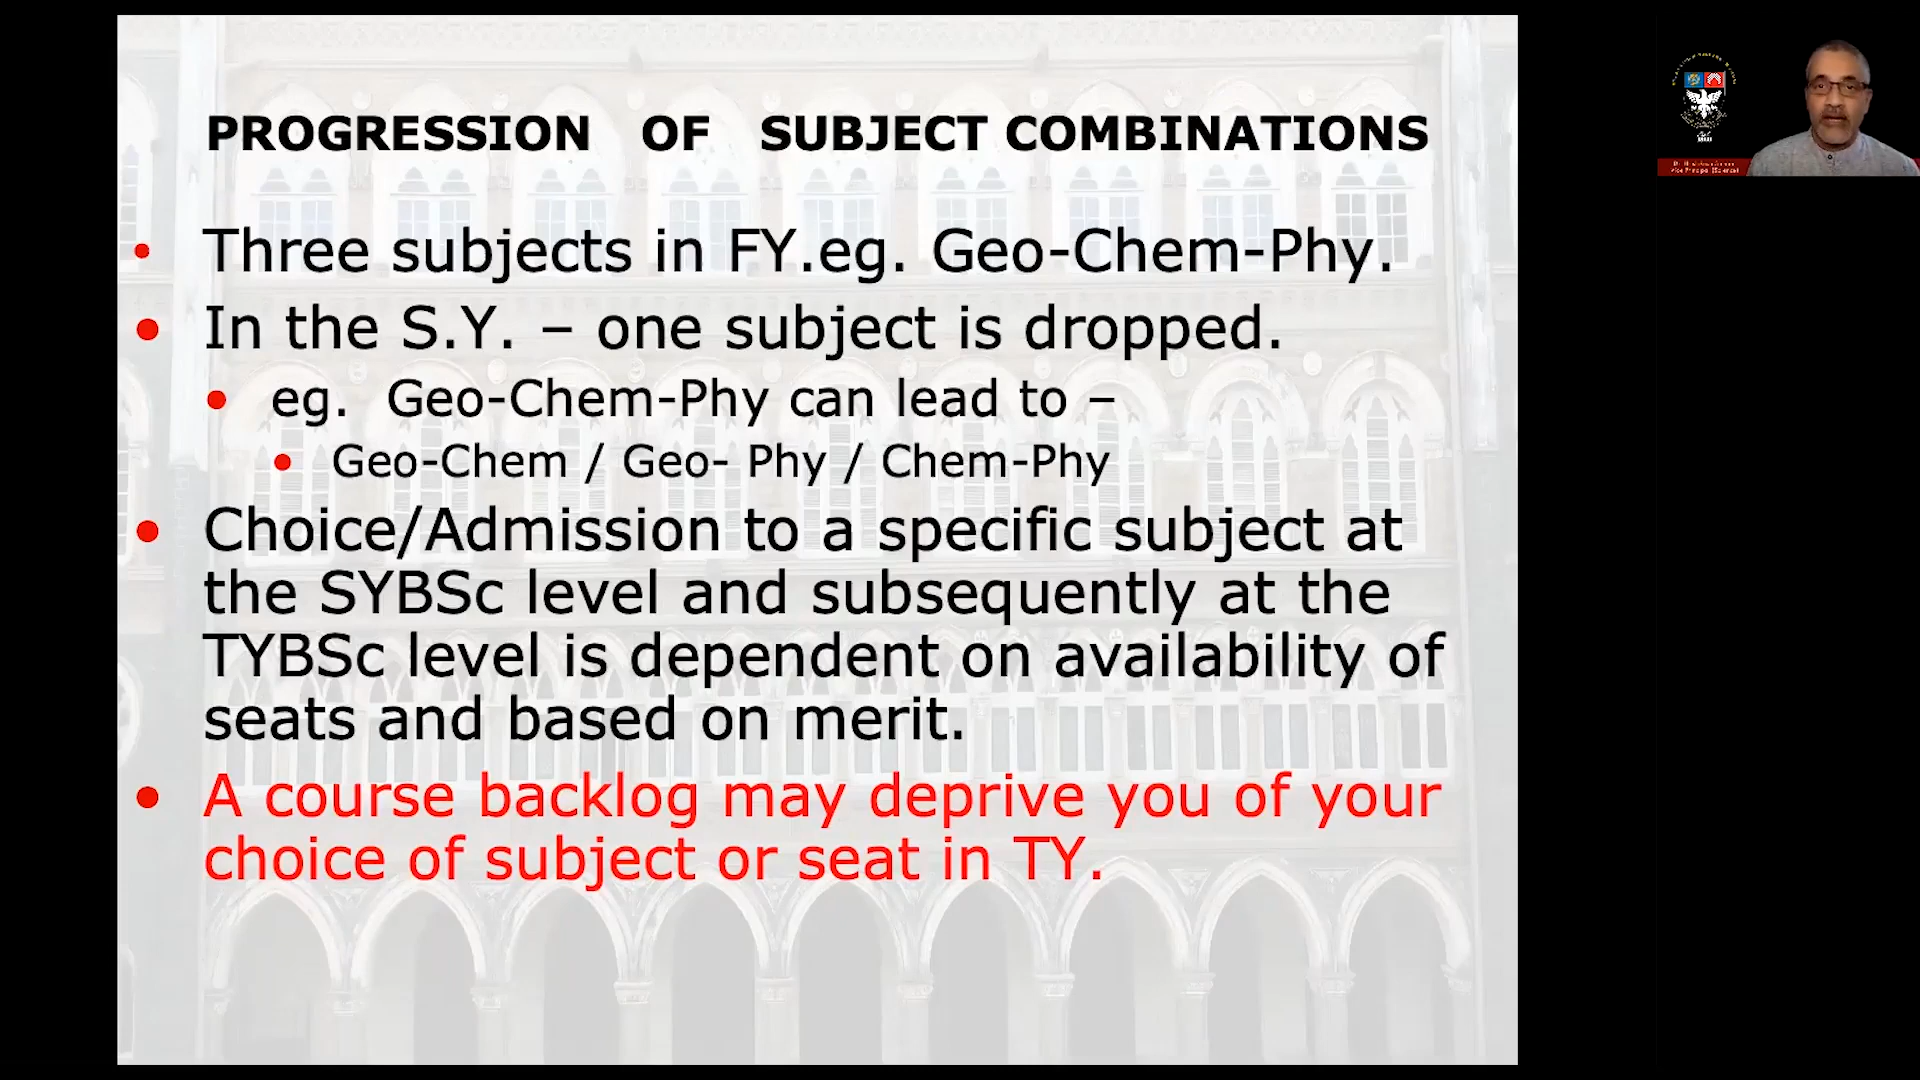 PROGRESSION OF SUBJECT COMBINATIONS
• Three subjects in FY.eg. Geo-Chem-Phy.
• In the S.Y. – one subject is dropped.
• eg. Geo-Chem-Phy can lead to –
• Geo-Chem / Geo- Phy / Chem-Phy
• Choice/Admission to a specific subject at
the SYBSc level and subsequently at the
TYBSc level is dependent on availability of
seats and based on merit.
• A course backlog may deprive you of your
choice of subject or seat in TY.
Vice Principal (Science)